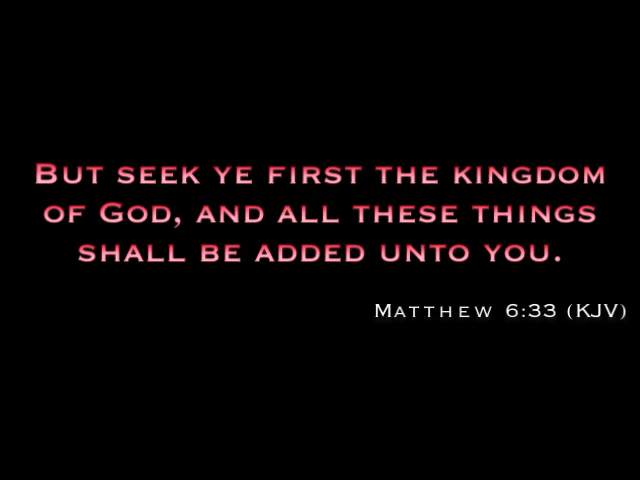 But seek ye first the kingdom
of God, and all these things
shall be added unto you.
Matthew 6:33 (KJV)